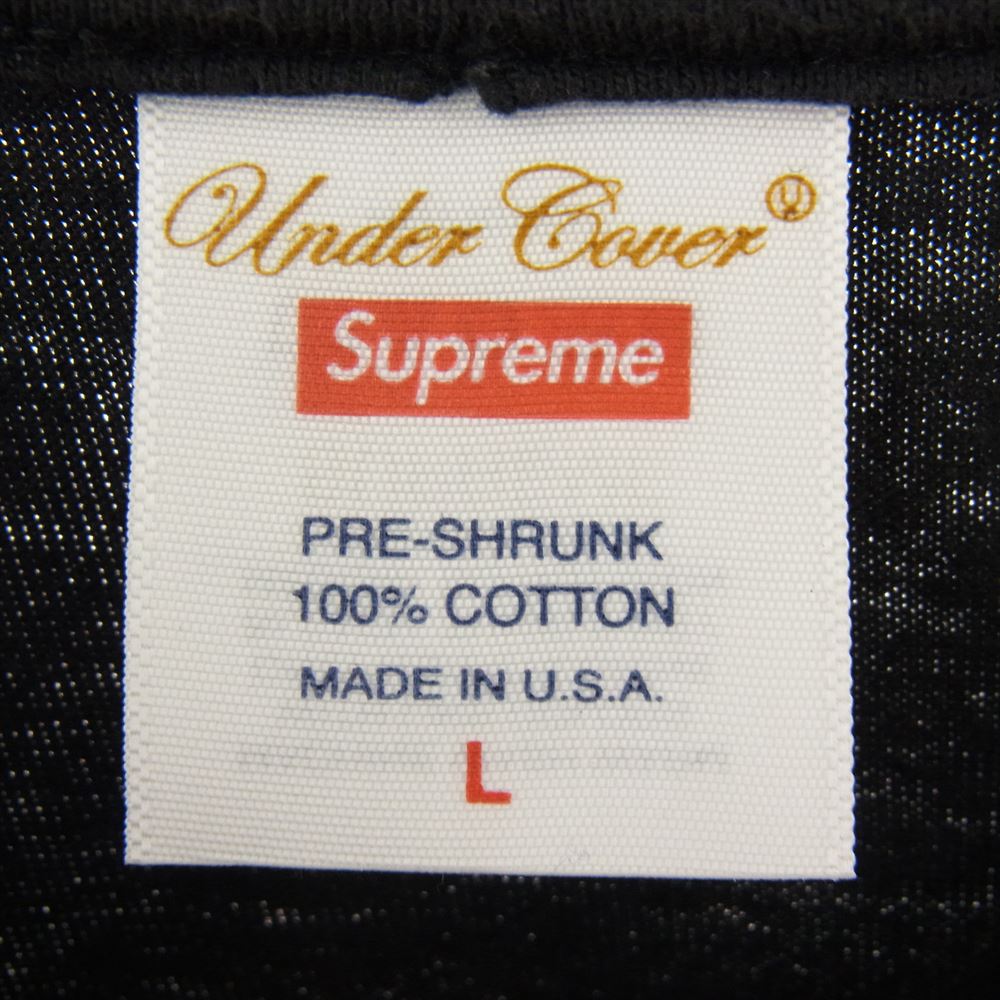 Under Cover Ⓤ
Supreme
PRE-SHRUNK
100% COTTON
MADE IN U.S.A.
L